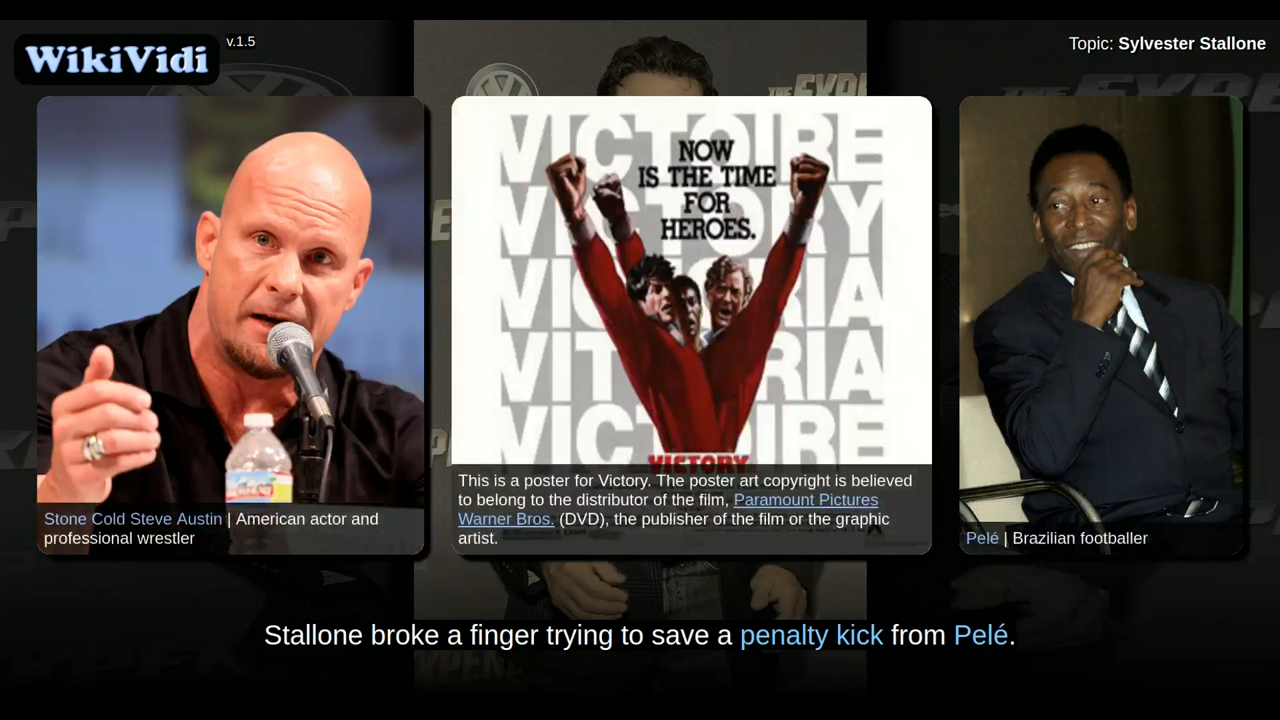 WikiVidi
v.1.5
Topic: Sylvester Stallone
THE EXPE
VICTOIRE
NOW
IS THE TIME
FOR
HEROES.
VICTORY
VICTORIA
VITORIA
VICTOIRE
VICTORY
Stone Cold Steve Austin | American actor and
professional wrestler
This is a poster for Victory. The poster art copyright is believed
to belong to the distributor of the film, Paramount Pictures
Warner Bros. (DVD), the publisher of the film or the graphic
artist.
Pelé | Brazilian footballer
Stallone broke a finger trying to save a penalty kick from Pelé.